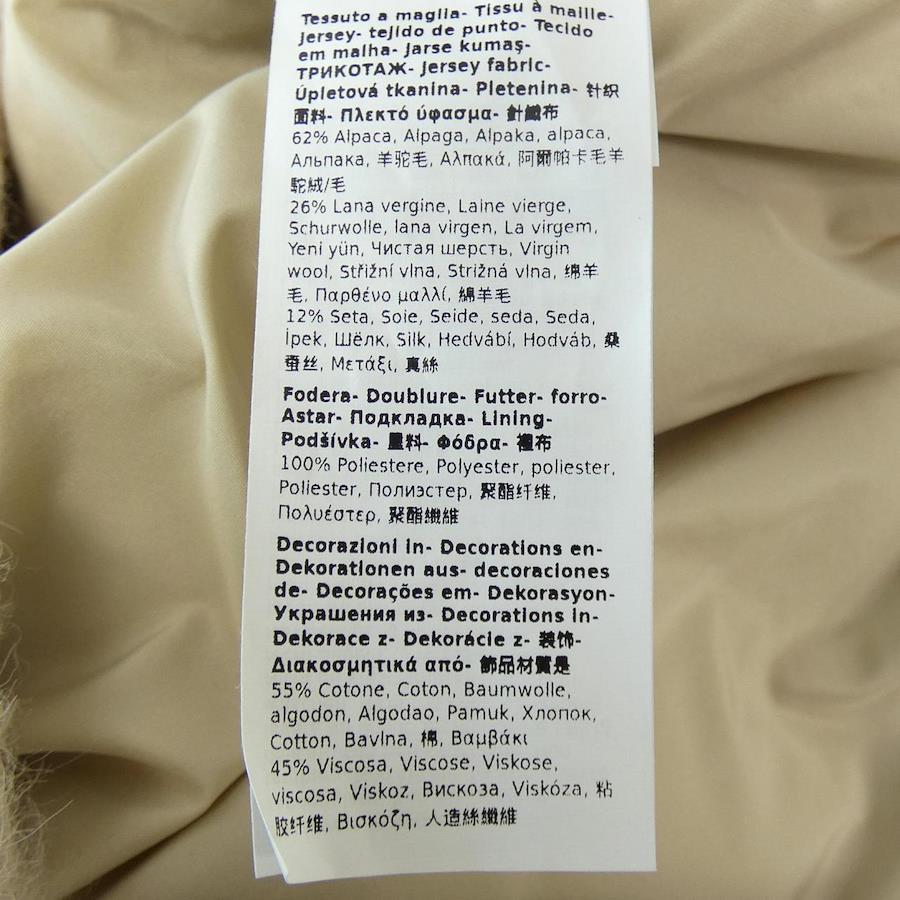 Tessuto a maglia- Tissu à maille-
Jersey- tejido de punto- Tecido
em malha- Jarse kumaş-
ТРИКОТАЖ- Jersey fabric-
Úpletová tkanina- Pletenina- 针织
面料- Πλεκτό ύφασμα- 針織布
62% Alpaca, Alpaga, Alpaka, alpaca,
Альпака, 羊驼毛, Αλπακά, 阿爾帕卡毛羊
駝絨/毛
26% Lana vergine, Laine vierge,
Schurwolle, lana virgen, La virgem,
Yeni yün, Чистая шерсть, Virgin
wool, Střižní vlna, Strižná vlna, 绵羊
毛, Παρθένο μαλλί, 綿羊毛
12% Seta, Soie, Seide, seda, Seda,
İpek, Шёлк, Silk, Hedvábí, Hodváb, 桑
蚕丝, Μετάξι, 真絲
Fodera- Doublure- Futter- forro-
Astar- Подкладка- Lining-
Podšívka- 里料- Φόδρα- 裡布
100% Poliestere, Polyester, poliester,
Poliester, Полиэстер, 聚酯纤维,
Πολυέστερ, 聚酯纖維
Decorazioni in- Decorations en-
Dekorationen aus- decoraciones
de- Decorações em- Dekorasyon-
Украшения из- Decorations in-
Dekorace z- Dekorácie z- 装饰-
Διακοσμητικά από- 飾品材質是
55% Cotone, Coton, Baumwolle,
algodon, Algodao, Pamuk, Хлопок,
Cotton, Bavlna, 棉, Βαμβάκι
45% Viscosa, Viscose, Viskose,
viscosa, Viskoz, Вискоза, Viskóza, 粘
胶纤维, Βισκόζη, 人造絲纖維